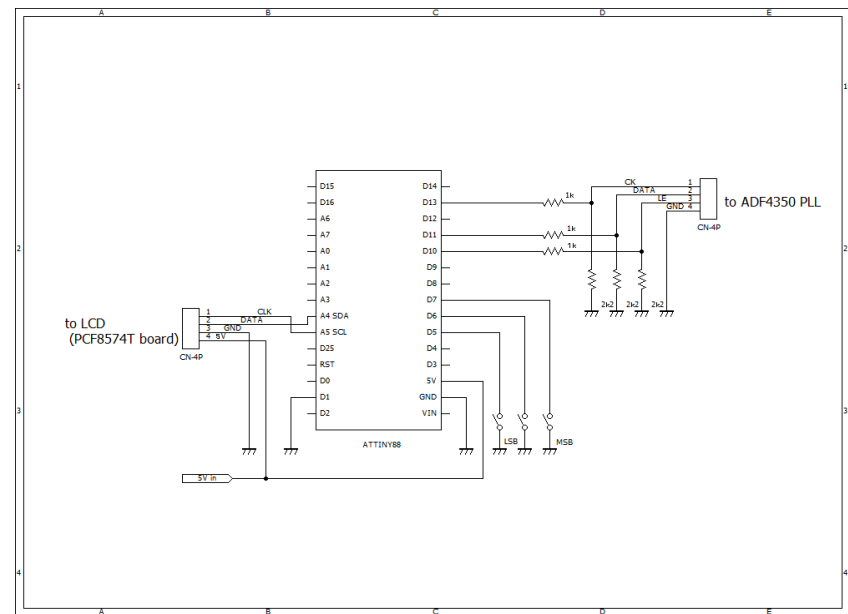 A B C D E
1 1
D15 D14
D16 D13
A6 D12
A7 D11
A0 D10
A1 D9
A2 D8
A3 D7
A4 SDA D6
A5 SCL D5
D25 D4
RST D3
D0 5V
D1 GND
D2 VIN
ATTINY88
1k
1k
1k
CK 1
DATA 2
LE 3
GND 4
CN-4P
to ADF4350 PLL
2k2 2k2 2k2
2 2
to LCD
(PCF8574T board)
1 CLK
2 DATA
3 GND
4 5V
CN-4P
3 3
LSB MSB
5V in
4 4
A B C D E